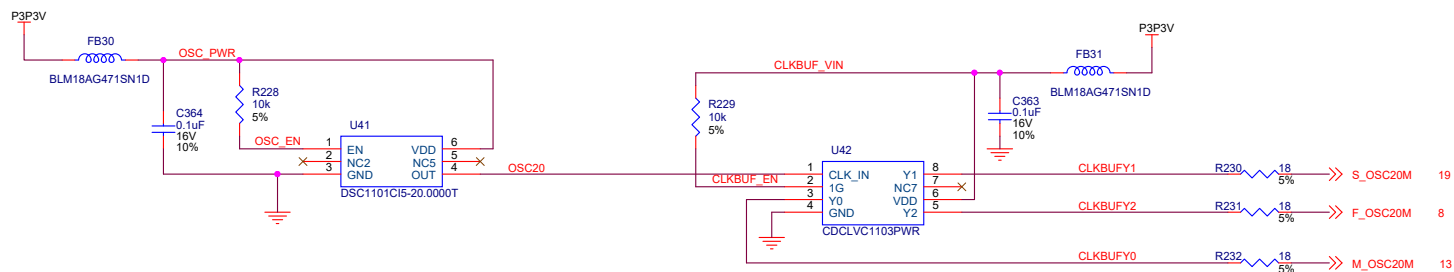 P3P3V
FB30
BLM18AG471SN1D
OSC_PWR
R228
10k
5%
C364
0.1uF
16V
10%
OSC_EN
U41
1 EN VDD 6
2 NC2 NC5 5
3 GND OUT 4
DSC1101CI5-20.0000T
OSC20
P3P3V
FB31
BLM18AG471SN1D
CLKBUF_VIN
R229
10k
5%
C363
0.1uF
16V
10%
CLKBUF_EN
U42
1 CLK_IN Y1 8
2 1G NC7 7
3 Y0 VDD 6
4 GND Y2 5
CDCLVC1103PWR
CLKBUFY1 R230 18 5% S_OSC20M 19
CLKBUFY2 R231 18 5% F_OSC20M 8
CLKBUFY0 R232 18 5% M_OSC20M 13